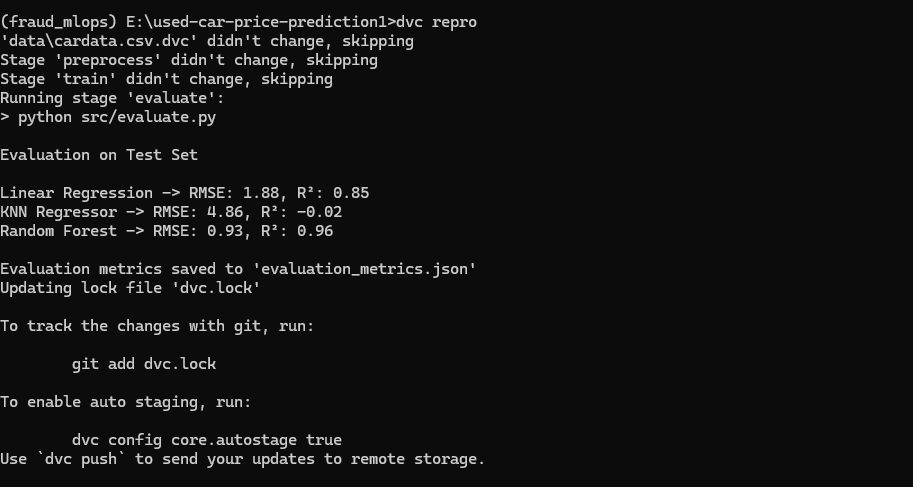 (fraud_mlops) E:\used-car-price-prediction1>dvc repro
'data\cardata.csv.dvc' didn't change, skipping
Stage 'preprocess' didn't change, skipping
Stage 'train' didn't change, skipping
Running stage 'evaluate':
> python src/evaluate.py
Evaluation on Test Set
Linear Regression -> RMSE: 1.88, R²: 0.85
KNN Regressor -> RMSE: 4.86, R²: -0.02
Random Forest -> RMSE: 0.93, R²: 0.96
Evaluation metrics saved to 'evaluation_metrics.json'
Updating lock file 'dvc.lock'
To track the changes with git, run:
git add dvc.lock
To enable auto staging, run:
dvc config core.autostage true
Use `dvc push` to send your updates to remote storage.